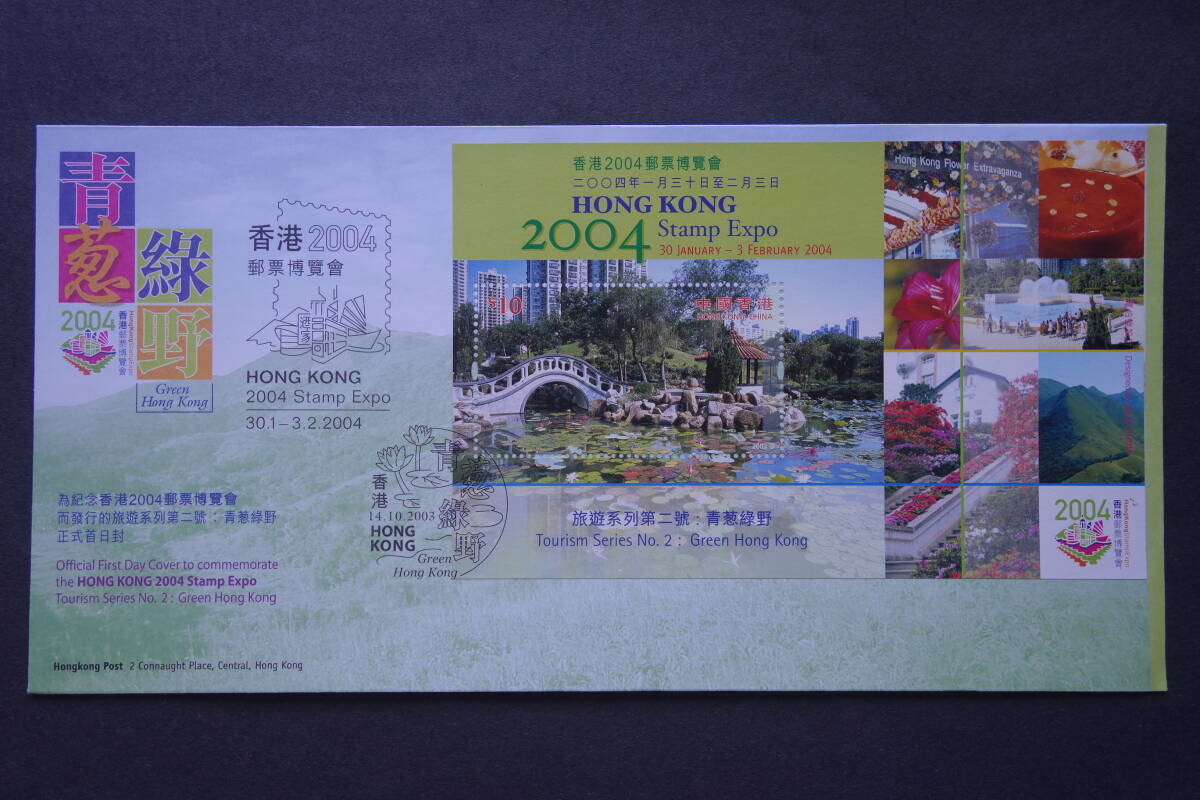 青
葱
綠
野
2004
香港郵票博覽會
Green
Hong Kong
香港2004
郵票博覽會
HONG KONG
2004 Stamp Expo
30.1–3.2.2004
為紀念香港2004郵票博覽會
而發行的旅遊系列第二號：青葱綠野
正式首日封
Official First Day Cover to commemorate
the HONG KONG 2004 Stamp Expo
Tourism Series No. 2 : Green Hong Kong
Hongkong Post 2 Connaught Place, Central, Hong Kong
青
葱
綠
野
香港
14.10.2003
HONG
KONG
Green
Hong Kong
香港2004郵票博覽會
二〇〇四年一月三十日至二月三日
HONG KONG
2004 Stamp Expo
30 JANUARY – 3 FEBRUARY 2004
$10
中國香港
HONG KONG, CHINA
2003
旅遊系列第二號：青葱綠野
Tourism Series No. 2 : Green Hong Kong
Hong Kong Flower Extravaganza
2004
香港郵票博覽會